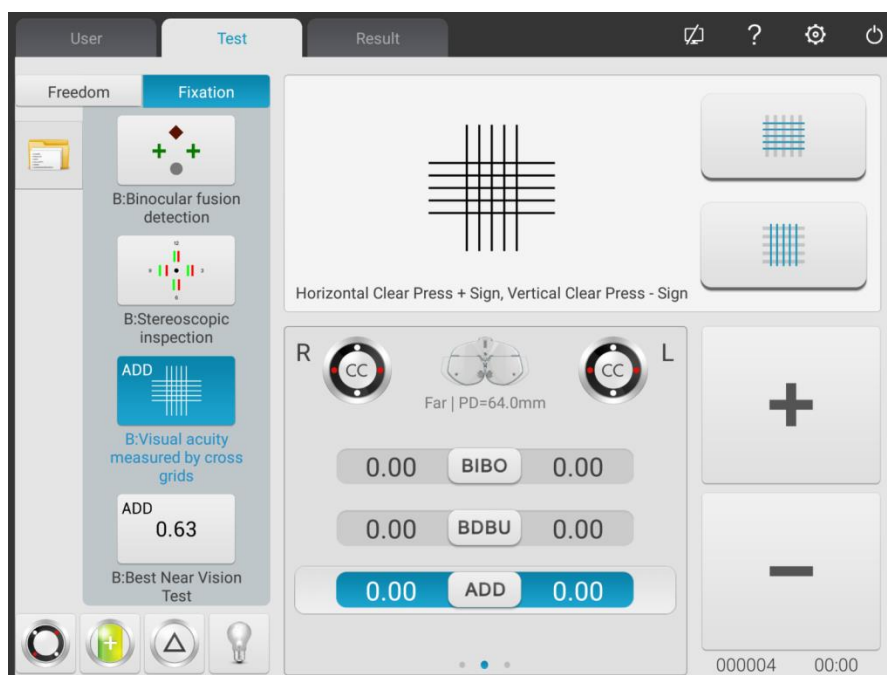 User
Test
Result
?
Freedom
Fixation
B:Binocular fusion
detection
12
9
3
6
B:Stereoscopic
inspection
ADD
B:Visual acuity
measured by cross
grids
ADD
0.63
B:Best Near Vision
Test
Horizontal Clear Press + Sign, Vertical Clear Press - Sign
R
CC
CC
L
Far | PD=64.0mm
0.00 BIBO 0.00
0.00 BDBU 0.00
0.00 ADD 0.00
+
−
000004 00:00